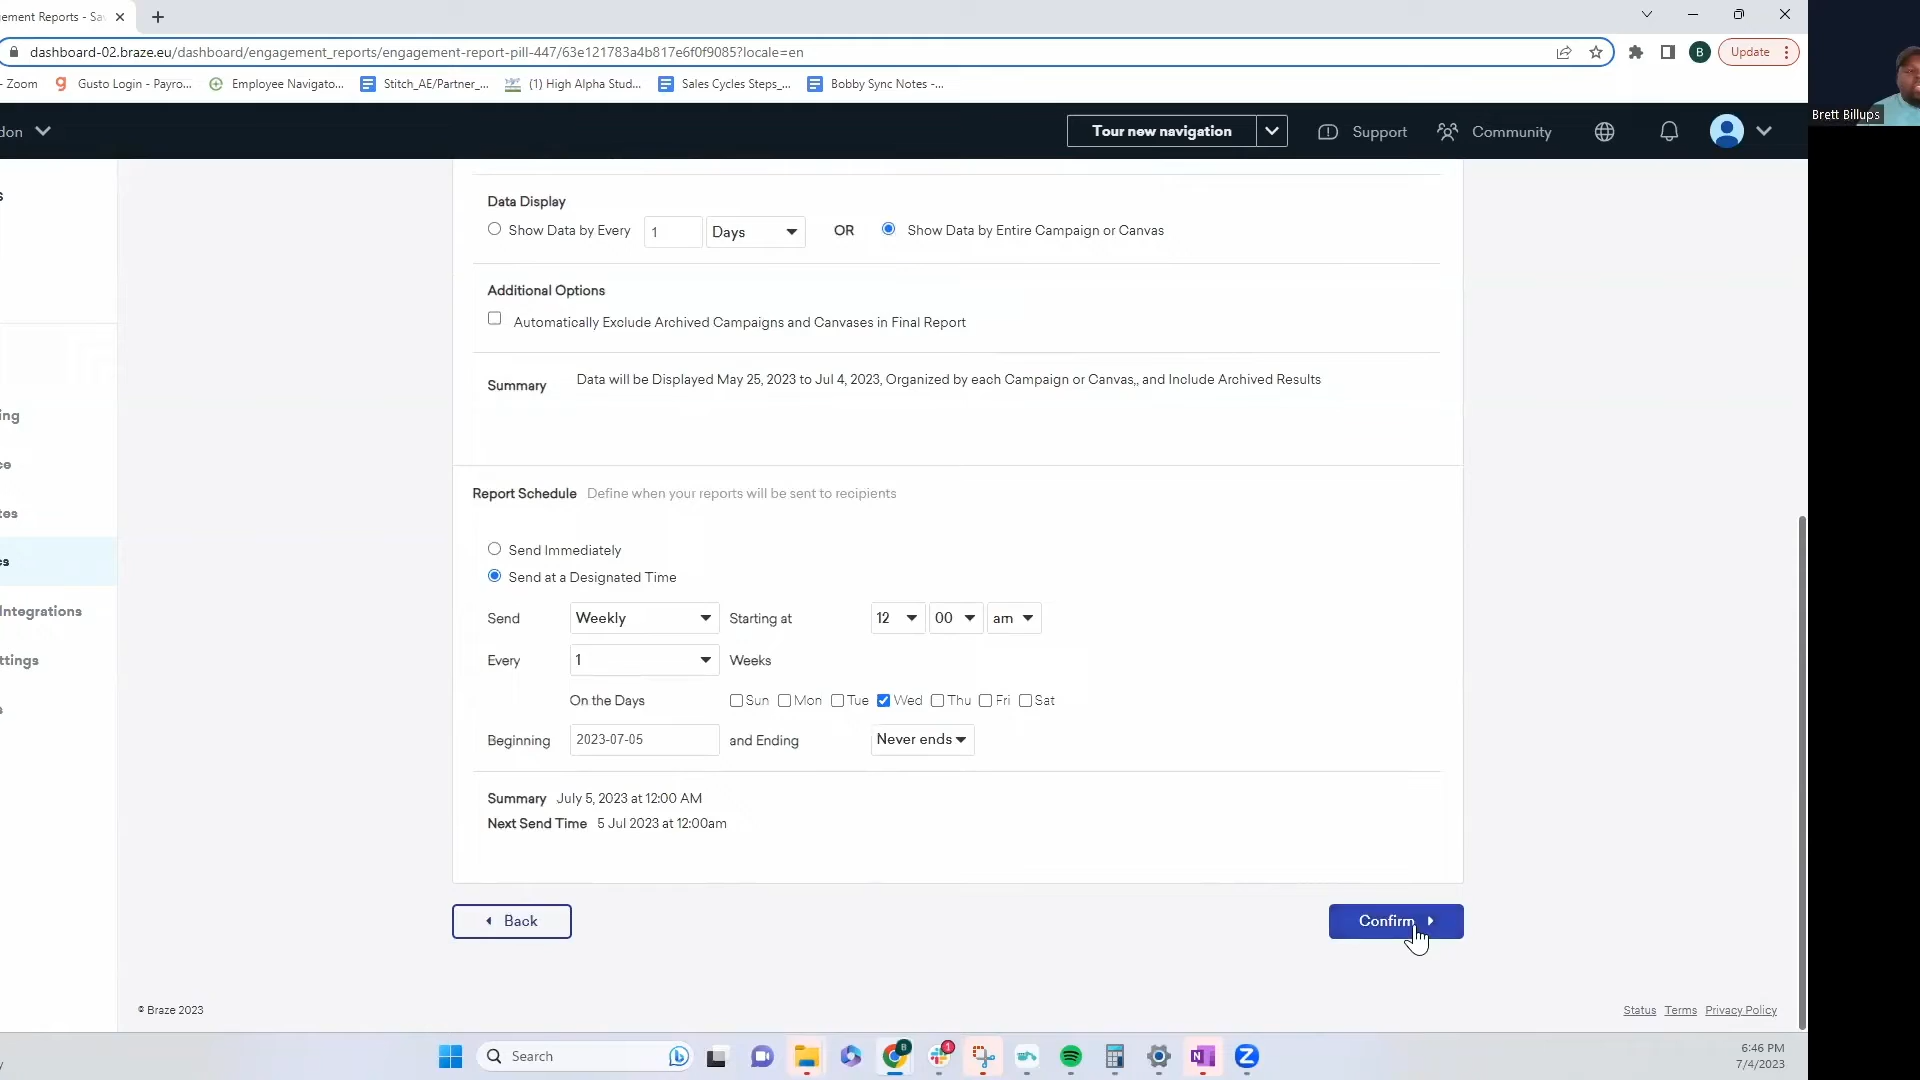 ement Reports - Sa
dashboard-02.braze.eu/dashboard/engagement_reports/engagement-report-pill-447/63e121783a4b817e6f0f9085?locale=en
B
Update
- Zoom
Gusto Login - Payro...
Employee Navigato...
Stitch_AE/Partner_...
(1) High Alpha Stud...
Sales Cycles Steps_...
Bobby Sync Notes -...
Brett Billups
don
Tour new navigation
Support
Community
s
ing
ce
tes
cs
Integrations
ttings
s
Data Display
Show Data by Every 1 Days OR Show Data by Entire Campaign or Canvas
Additional Options
Automatically Exclude Archived Campaigns and Canvases in Final Report
Summary Data will be Displayed May 25, 2023 to Jul 4, 2023, Organized by each Campaign or Canvas,, and Include Archived Results
Report Schedule Define when your reports will be sent to recipients
Send Immediately
Send at a Designated Time
Send Weekly Starting at 12 00 am
Every 1 Weeks
On the Days Sun Mon Tue Wed Thu Fri Sat
Beginning 2023-07-05 and Ending Never ends
Summary July 5, 2023 at 12:00 AM
Next Send Time 5 Jul 2023 at 12:00am
Back
Confirm
© Braze 2023
Status Terms Privacy Policy
Search
6:46 PM
7/4/2023